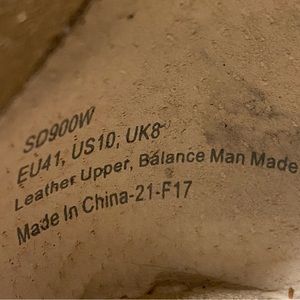 SD900W
EU41, US10, UK8
Leather Upper, Balance Man Made
Made In China-21-F17